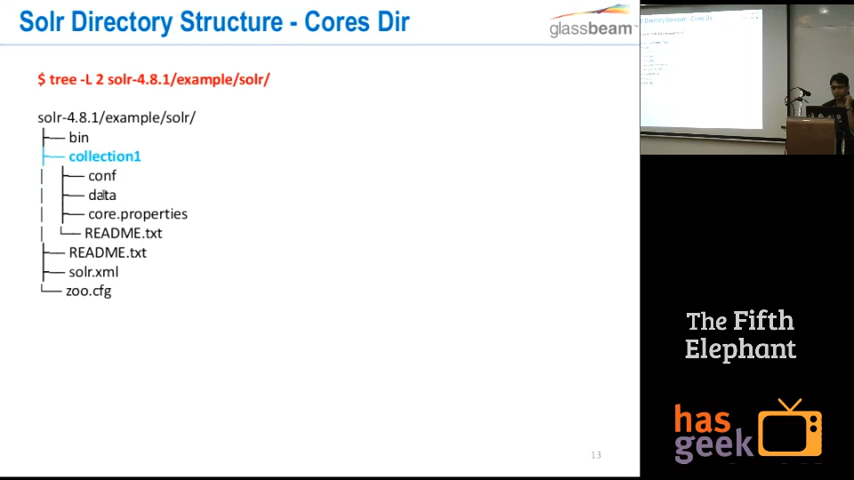 Solr Directory Structure - Cores Dir
glassbeam
$ tree -L 2 solr-4.8.1/example/solr/
solr-4.8.1/example/solr/
├── bin
├── collection1
│   ├── conf
│   ├── data
│   ├── core.properties
│   └── README.txt
├── README.txt
├── solr.xml
└── zoo.cfg
13
The Fifth
Elephant
has
geek